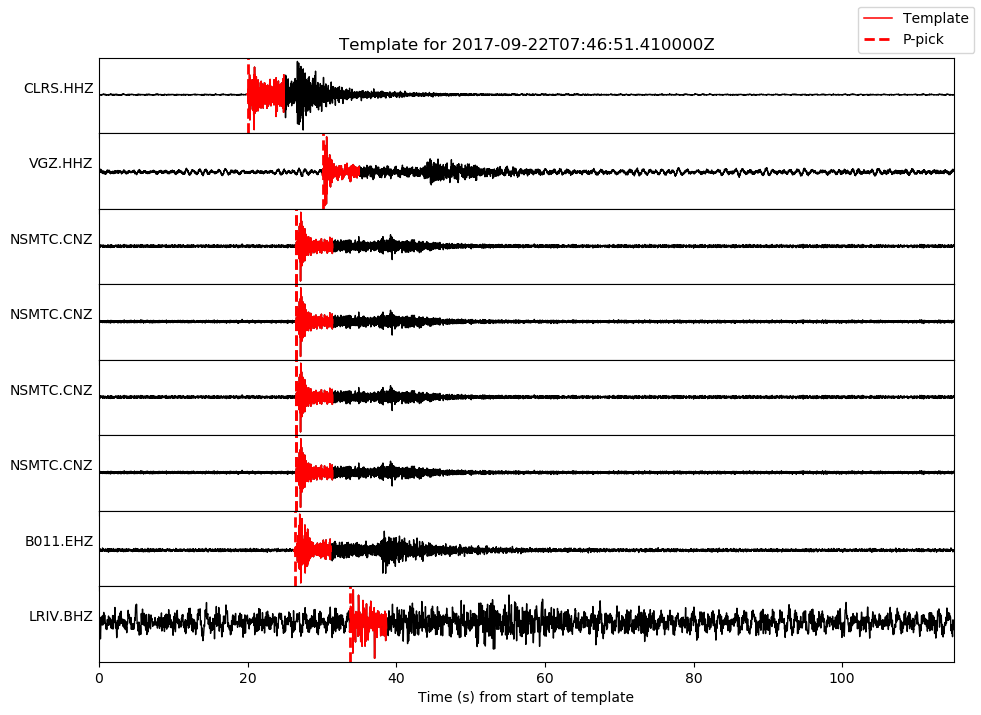 Template
P-pick
Template for 2017-09-22T07:46:51.410000Z
CLRS.HHZ
VGZ.HHZ
NSMTC.CNZ
NSMTC.CNZ
NSMTC.CNZ
NSMTC.CNZ
B011.EHZ
LRIV.BHZ
0 20 40 60 80 100
Time (s) from start of template